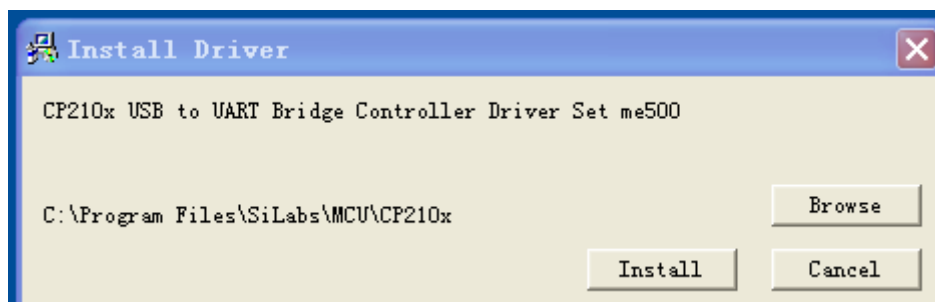 Install Driver
CP210x USB to UART Bridge Controller Driver Set me500
C:\Program Files\SiLabs\MCU\CP210x
Browse
Install
Cancel